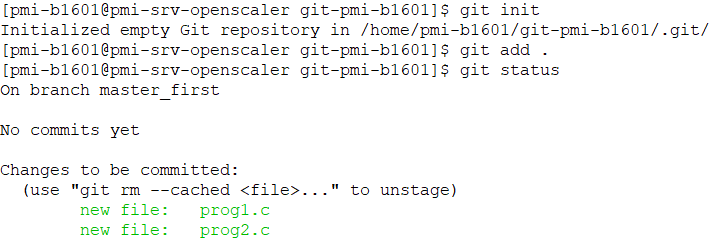 [pmi-b1601@pmi-srv-openscaler git-pmi-b1601]$ git init
Initialized empty Git repository in /home/pmi-b1601/git-pmi-b1601/.git/
[pmi-b1601@pmi-srv-openscaler git-pmi-b1601]$ git add .
[pmi-b1601@pmi-srv-openscaler git-pmi-b1601]$ git status
On branch master_first
No commits yet
Changes to be committed:
(use "git rm --cached <file>..." to unstage)
new file: prog1.c
new file: prog2.c